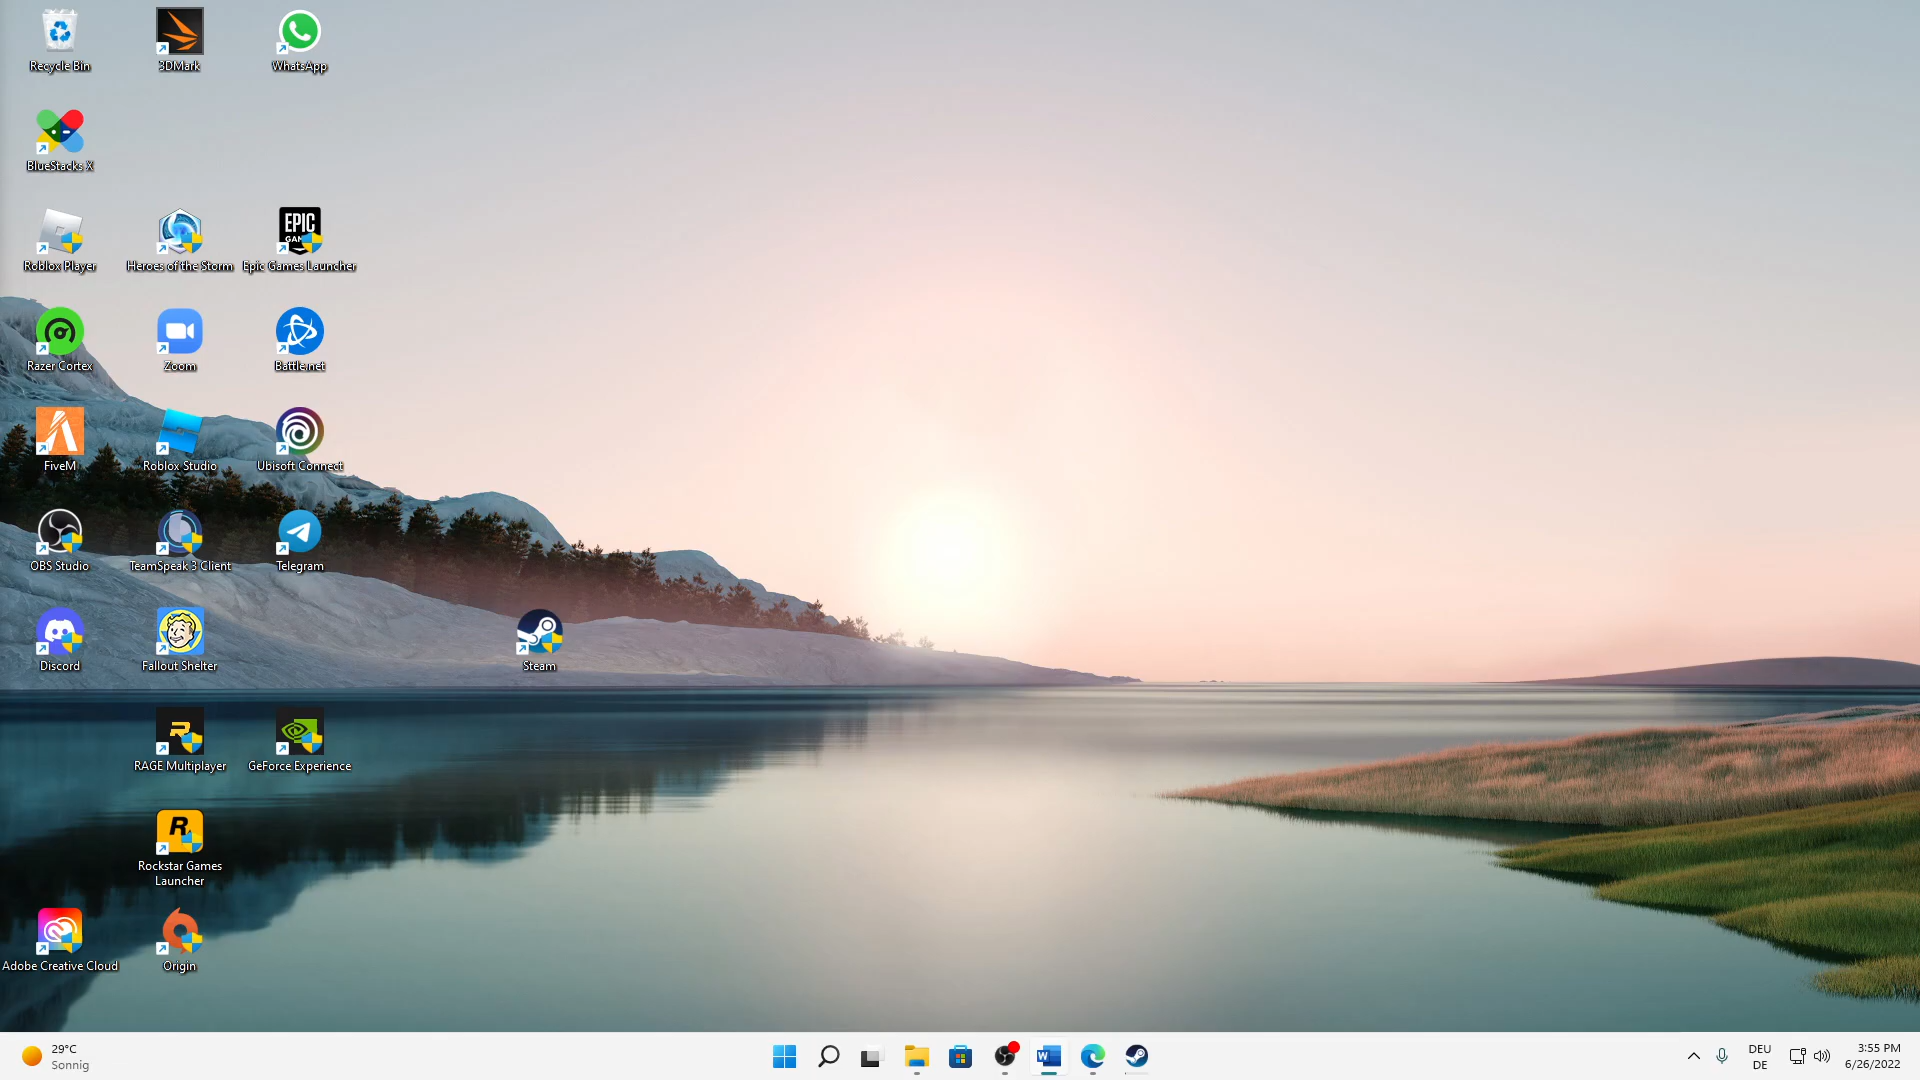 Recycle Bin
3DMark
WhatsApp
BlueStacks X
EPIC
GAMES
Roblox Player
Heroes of the Storm
Epic Games Launcher
Razer Cortex
Zoom
Battle.net
FiveM
Roblox Studio
Ubisoft Connect
OBS Studio
TeamSpeak 3 Client
Telegram
Discord
Fallout Shelter
Steam
RAGE Multiplayer
GeForce Experience
Rockstar Games
Launcher
Adobe Creative Cloud
Origin
29°C
Sonnig
DEU
DE
3:55 PM
6/26/2022